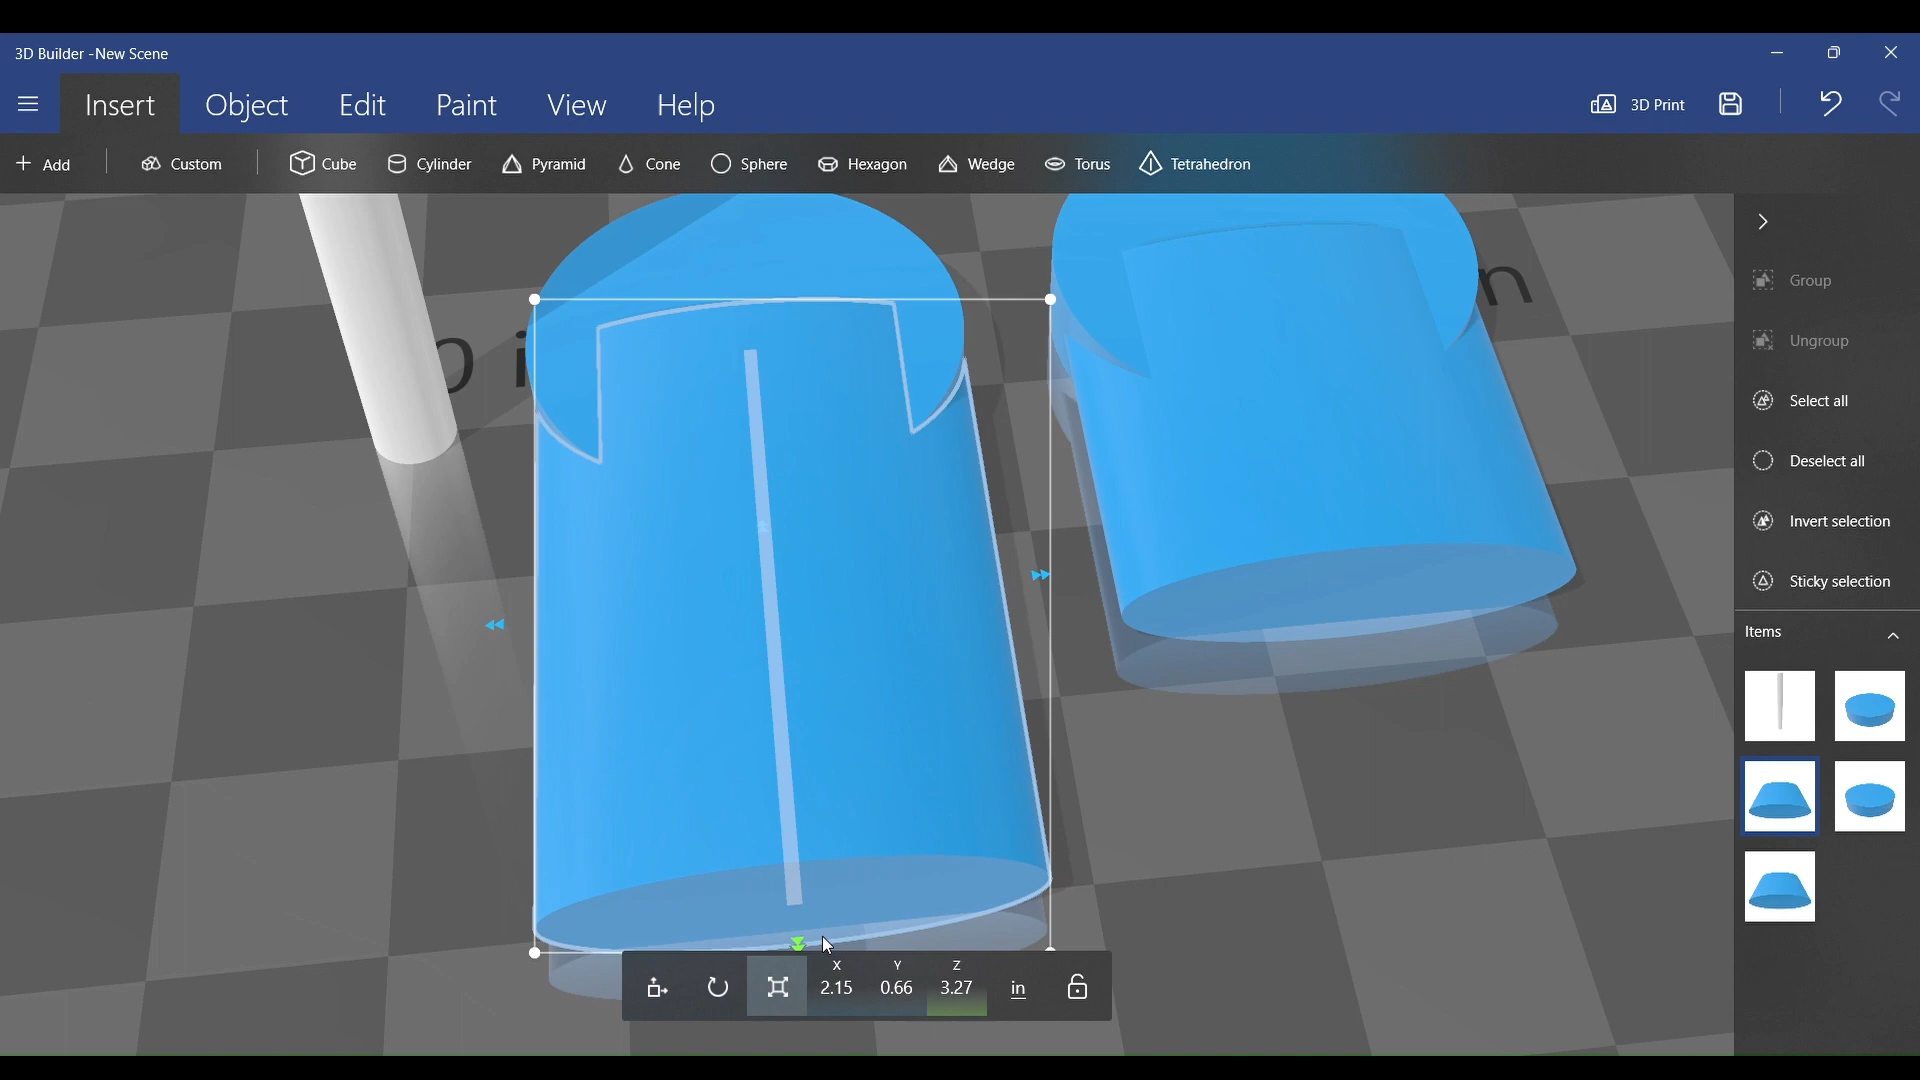 3D Builder -New Scene
Insert Object Edit Paint View Help
3D Print
Add Custom Cube Cylinder Pyramid Cone Sphere Hexagon Wedge Torus Tetrahedron
Group
Ungroup
Select all
Deselect all
Invert selection
Sticky selection
Items
X Y Z
2.15 0.66 3.27 in